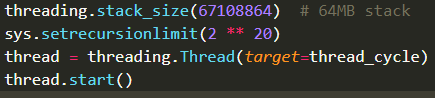 threading.stack_size(67108864)  # 64MB stack
sys.setrecursionlimit(2 ** 20)
thread = threading.Thread(target=thread_cycle)
thread.start()